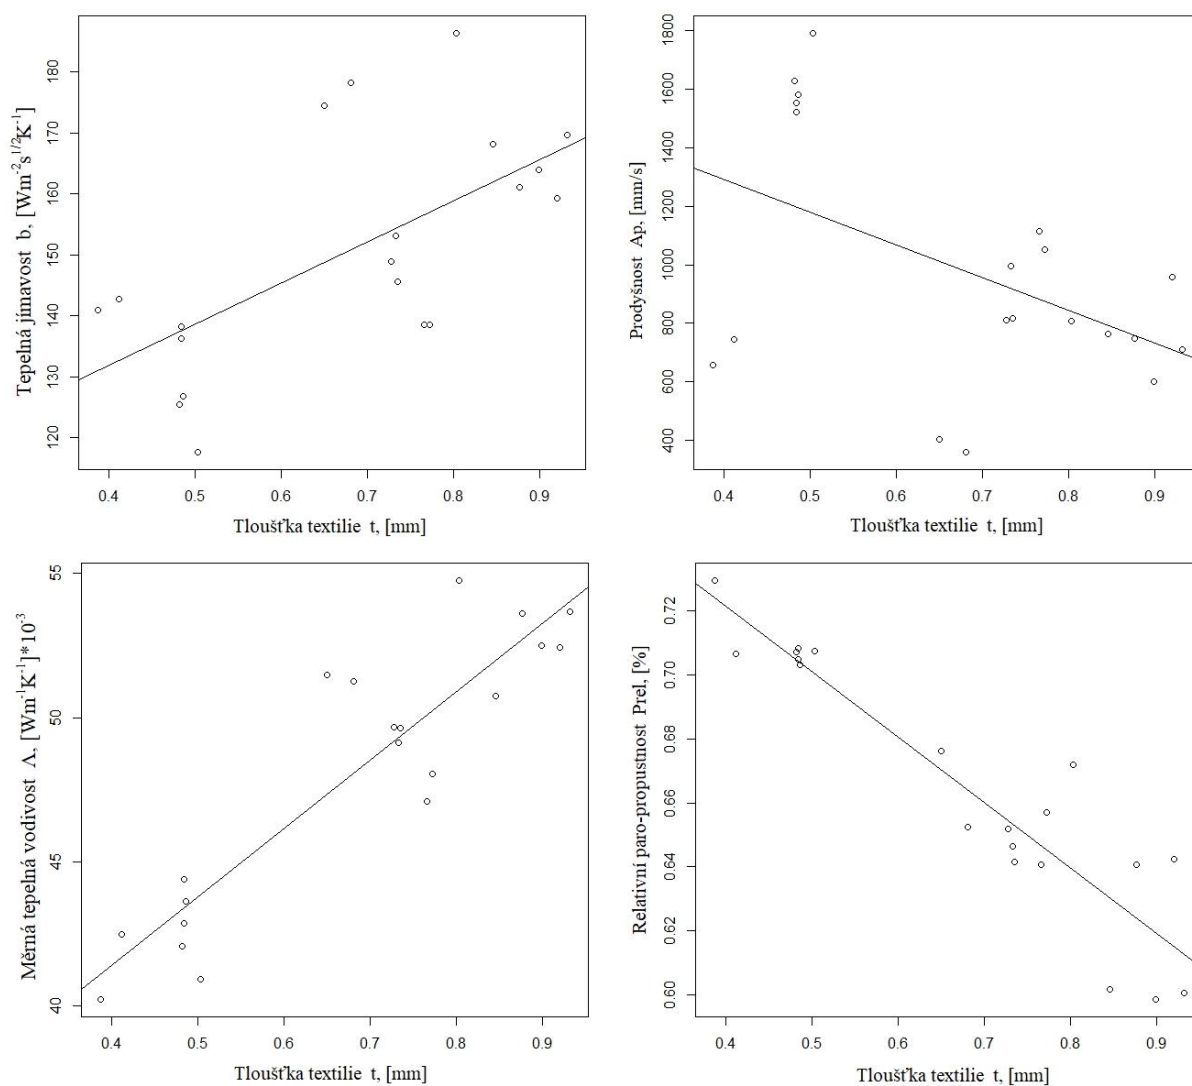 Tepelná jímavost b, [Wm⁻²s¹/²K⁻¹]
180
170
160
150
140
130
120
0.4 0.5 0.6 0.7 0.8 0.9
Tloušťka textilie t, [mm]
Prodyšnost Ap, [mm/s]
1800
1600
1400
1200
1000
800
600
400
0.4 0.5 0.6 0.7 0.8 0.9
Tloušťka textilie t, [mm]
Měrná tepelná vodivost Λ, [Wm⁻¹K⁻¹]*10⁻³
55
50
45
40
0.4 0.5 0.6 0.7 0.8 0.9
Tloušťka textilie t, [mm]
Relativní paro-propustnost Prel, [%]
0.72
0.70
0.68
0.66
0.64
0.62
0.60
0.4 0.5 0.6 0.7 0.8 0.9
Tloušťka textilie t, [mm]